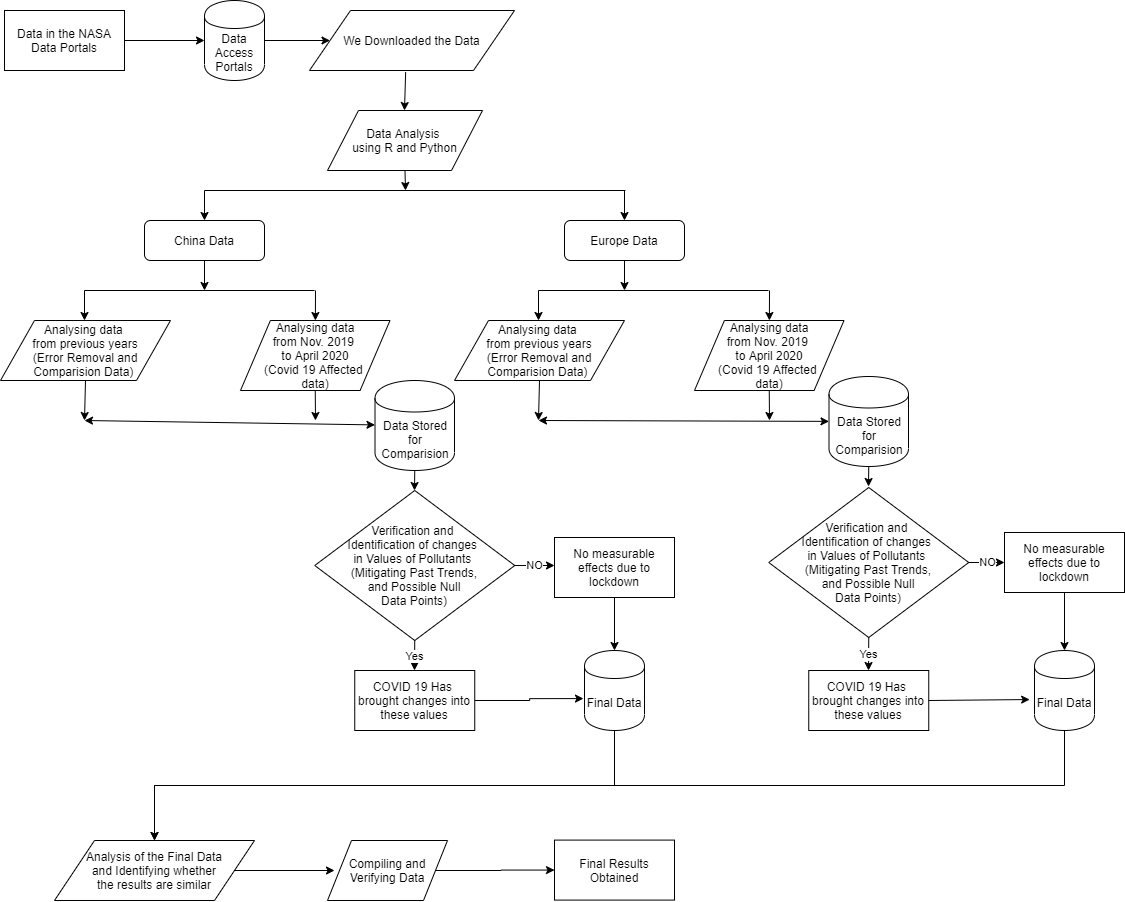 Data in the NASA
Data Portals
Data
Access
Portals
We Downloaded the Data
Data Analysis
using R and Python
China Data
Europe Data
Analysing data
from previous years
(Error Removal and
Comparision Data)
Analysing data
from Nov. 2019
to April 2020
(Covid 19 Affected
data)
Analysing data
from previous years
(Error Removal and
Comparision Data)
Analysing data
from Nov. 2019
to April 2020
(Covid 19 Affected
data)
Data Stored
for
Comparision
Data Stored
for
Comparision
Verification and
Identification of changes
in Values of Pollutants
(Mitigating Past Trends,
and Possible Null
Data Points)
NO
No measurable
effects due to
lockdown
Verification and
Identification of changes
in Values of Pollutants
(Mitigating Past Trends,
and Possible Null
Data Points)
NO
No measurable
effects due to
lockdown
Yes
COVID 19 Has
brought changes into
these values
Final Data
Yes
COVID 19 Has
brought changes into
these values
Final Data
Analysis of the Final Data
and Identifying whether
the results are similar
Compiling and
Verifying Data
Final Results
Obtained